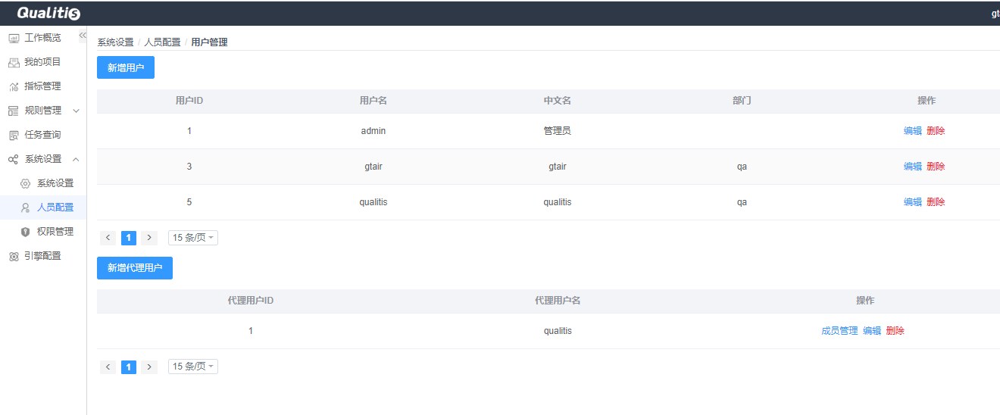 Qualitis
gt
工作概览
我的项目
指标管理
规则管理
任务查询
系统设置
系统设置
人员配置
权限管理
引擎配置
系统设置 / 人员配置 / 用户管理
新增用户
用户ID 用户名 中文名 部门 操作
1 admin 管理员 编辑 删除
3 gtair gtair qa 编辑 删除
5 qualitis qualitis qa 编辑 删除
1 15 条/页
新增代理用户
代理用户ID 代理用户名 操作
1 qualitis 成员管理 编辑 删除
1 15 条/页